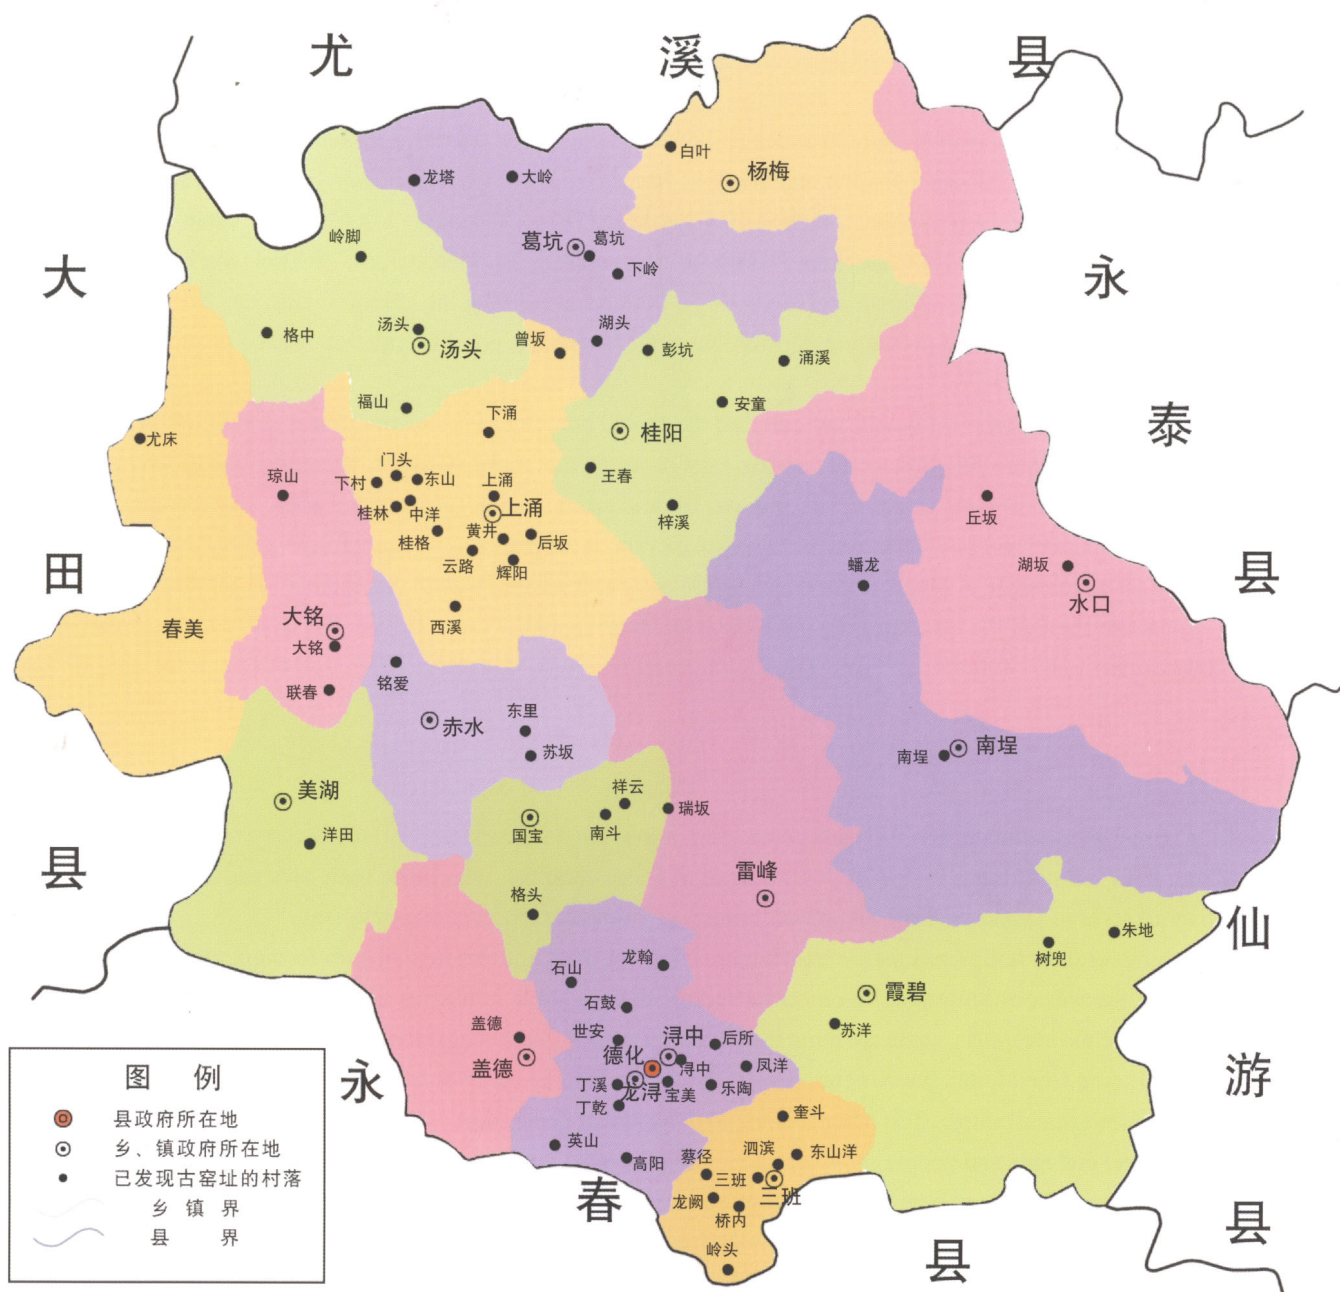 尤
溪
县
白叶
杨梅
龙塔
大岭
岭脚
葛坑
葛坑
下岭
大
永
格中
汤头
汤头
曾坂
湖头
彭坑
涌溪
福山
下涌
安童
桂阳
泰
尤床
琼山
门头
下村
东山
上涌
上涌
王春
桂林
中洋
梓溪
丘坂
桂格
黄井
后坂
云路
辉阳
田
蟠龙
湖坂
水口
县
春美
大铭
大铭
西溪
联春
铭爱
赤水
东里
苏坂
南埕
南埕
美湖
祥云
瑞坂
洋田
国宝
南斗
县
格头
雷峰
仙
朱地
树兜
石山
龙翰
霞碧
石鼓
苏洋
盖德
盖德
世安
浔中
后所
德化
浔中
凤洋
丁溪
龙浔
宝美
乐陶
丁乾
永
游
奎斗
英山
高阳
蔡径
泗滨
东山洋
三班
三班
龙阙
桥内
春
岭头
县
县
图 例
县政府所在地
乡、镇政府所在地
已发现古窑址的村落
乡 镇 界
县 界